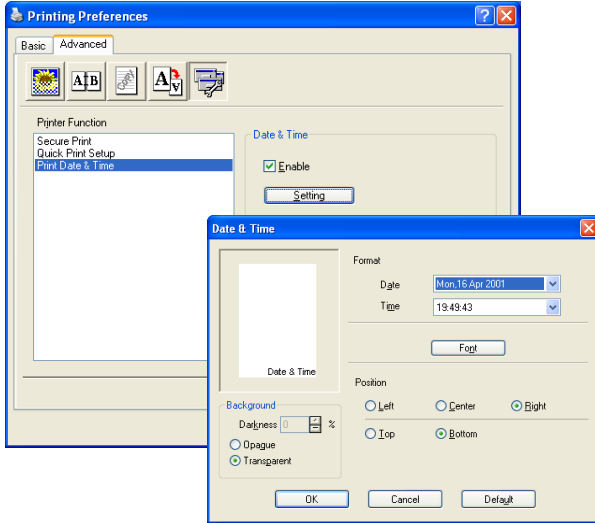 Printing Preferences
Basic Advanced
A B A A
Printer Function
Secure Print
Quick Print Setup
Print Date & Time
Date & Time
Enable
Setting
Date & Time
Date & Time
Format
Date Mon,16 Apr 2001
Time 19:49:43
Font
Position
Left Center Right
Top Bottom
Background
Darkness 0 %
Opague
Transparent
OK Cancel Default